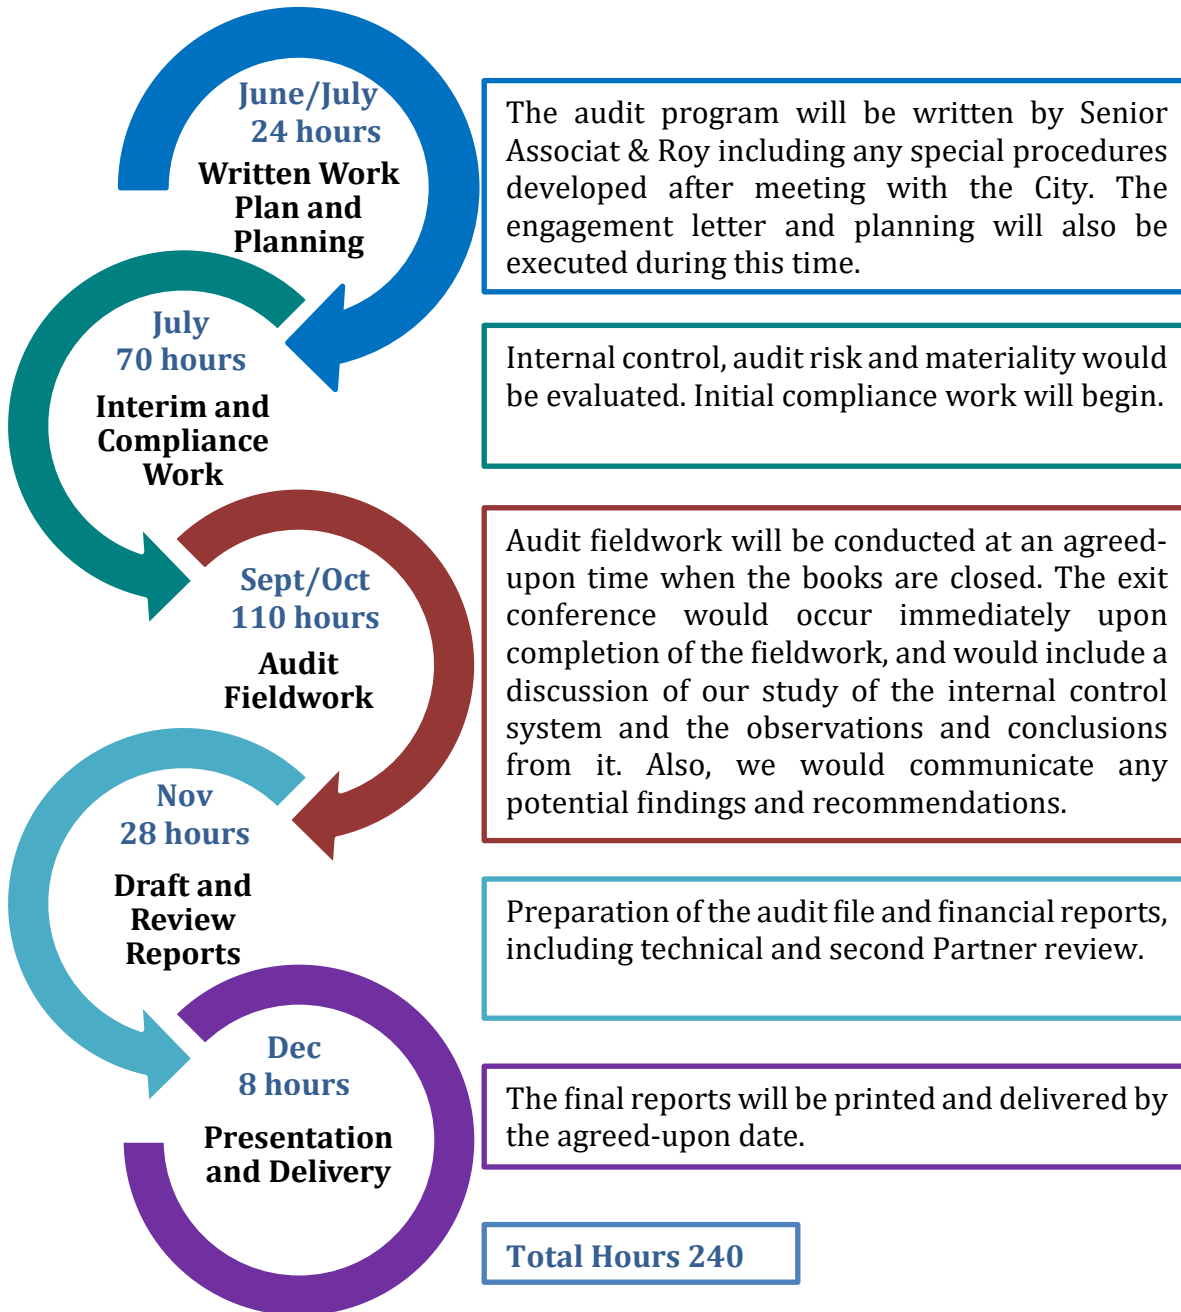 June/July
24 hours
Written Work
Plan and
Planning
The audit program will be written by Senior
Associat & Roy including any special procedures
developed after meeting with the City. The
engagement letter and planning will also be
executed during this time.
July
70 hours
Interim and
Compliance
Work
Internal control, audit risk and materiality would
be evaluated. Initial compliance work will begin.
Sept/Oct
110 hours
Audit
Fieldwork
Audit fieldwork will be conducted at an agreed-
upon time when the books are closed. The exit
conference would occur immediately upon
completion of the fieldwork, and would include a
discussion of our study of the internal control
system and the observations and conclusions
from it. Also, we would communicate any
potential findings and recommendations.
Nov
28 hours
Draft and
Review
Reports
Preparation of the audit file and financial reports,
including technical and second Partner review.
Dec
8 hours
Presentation
and Delivery
The final reports will be printed and delivered by
the agreed-upon date.
Total Hours 240